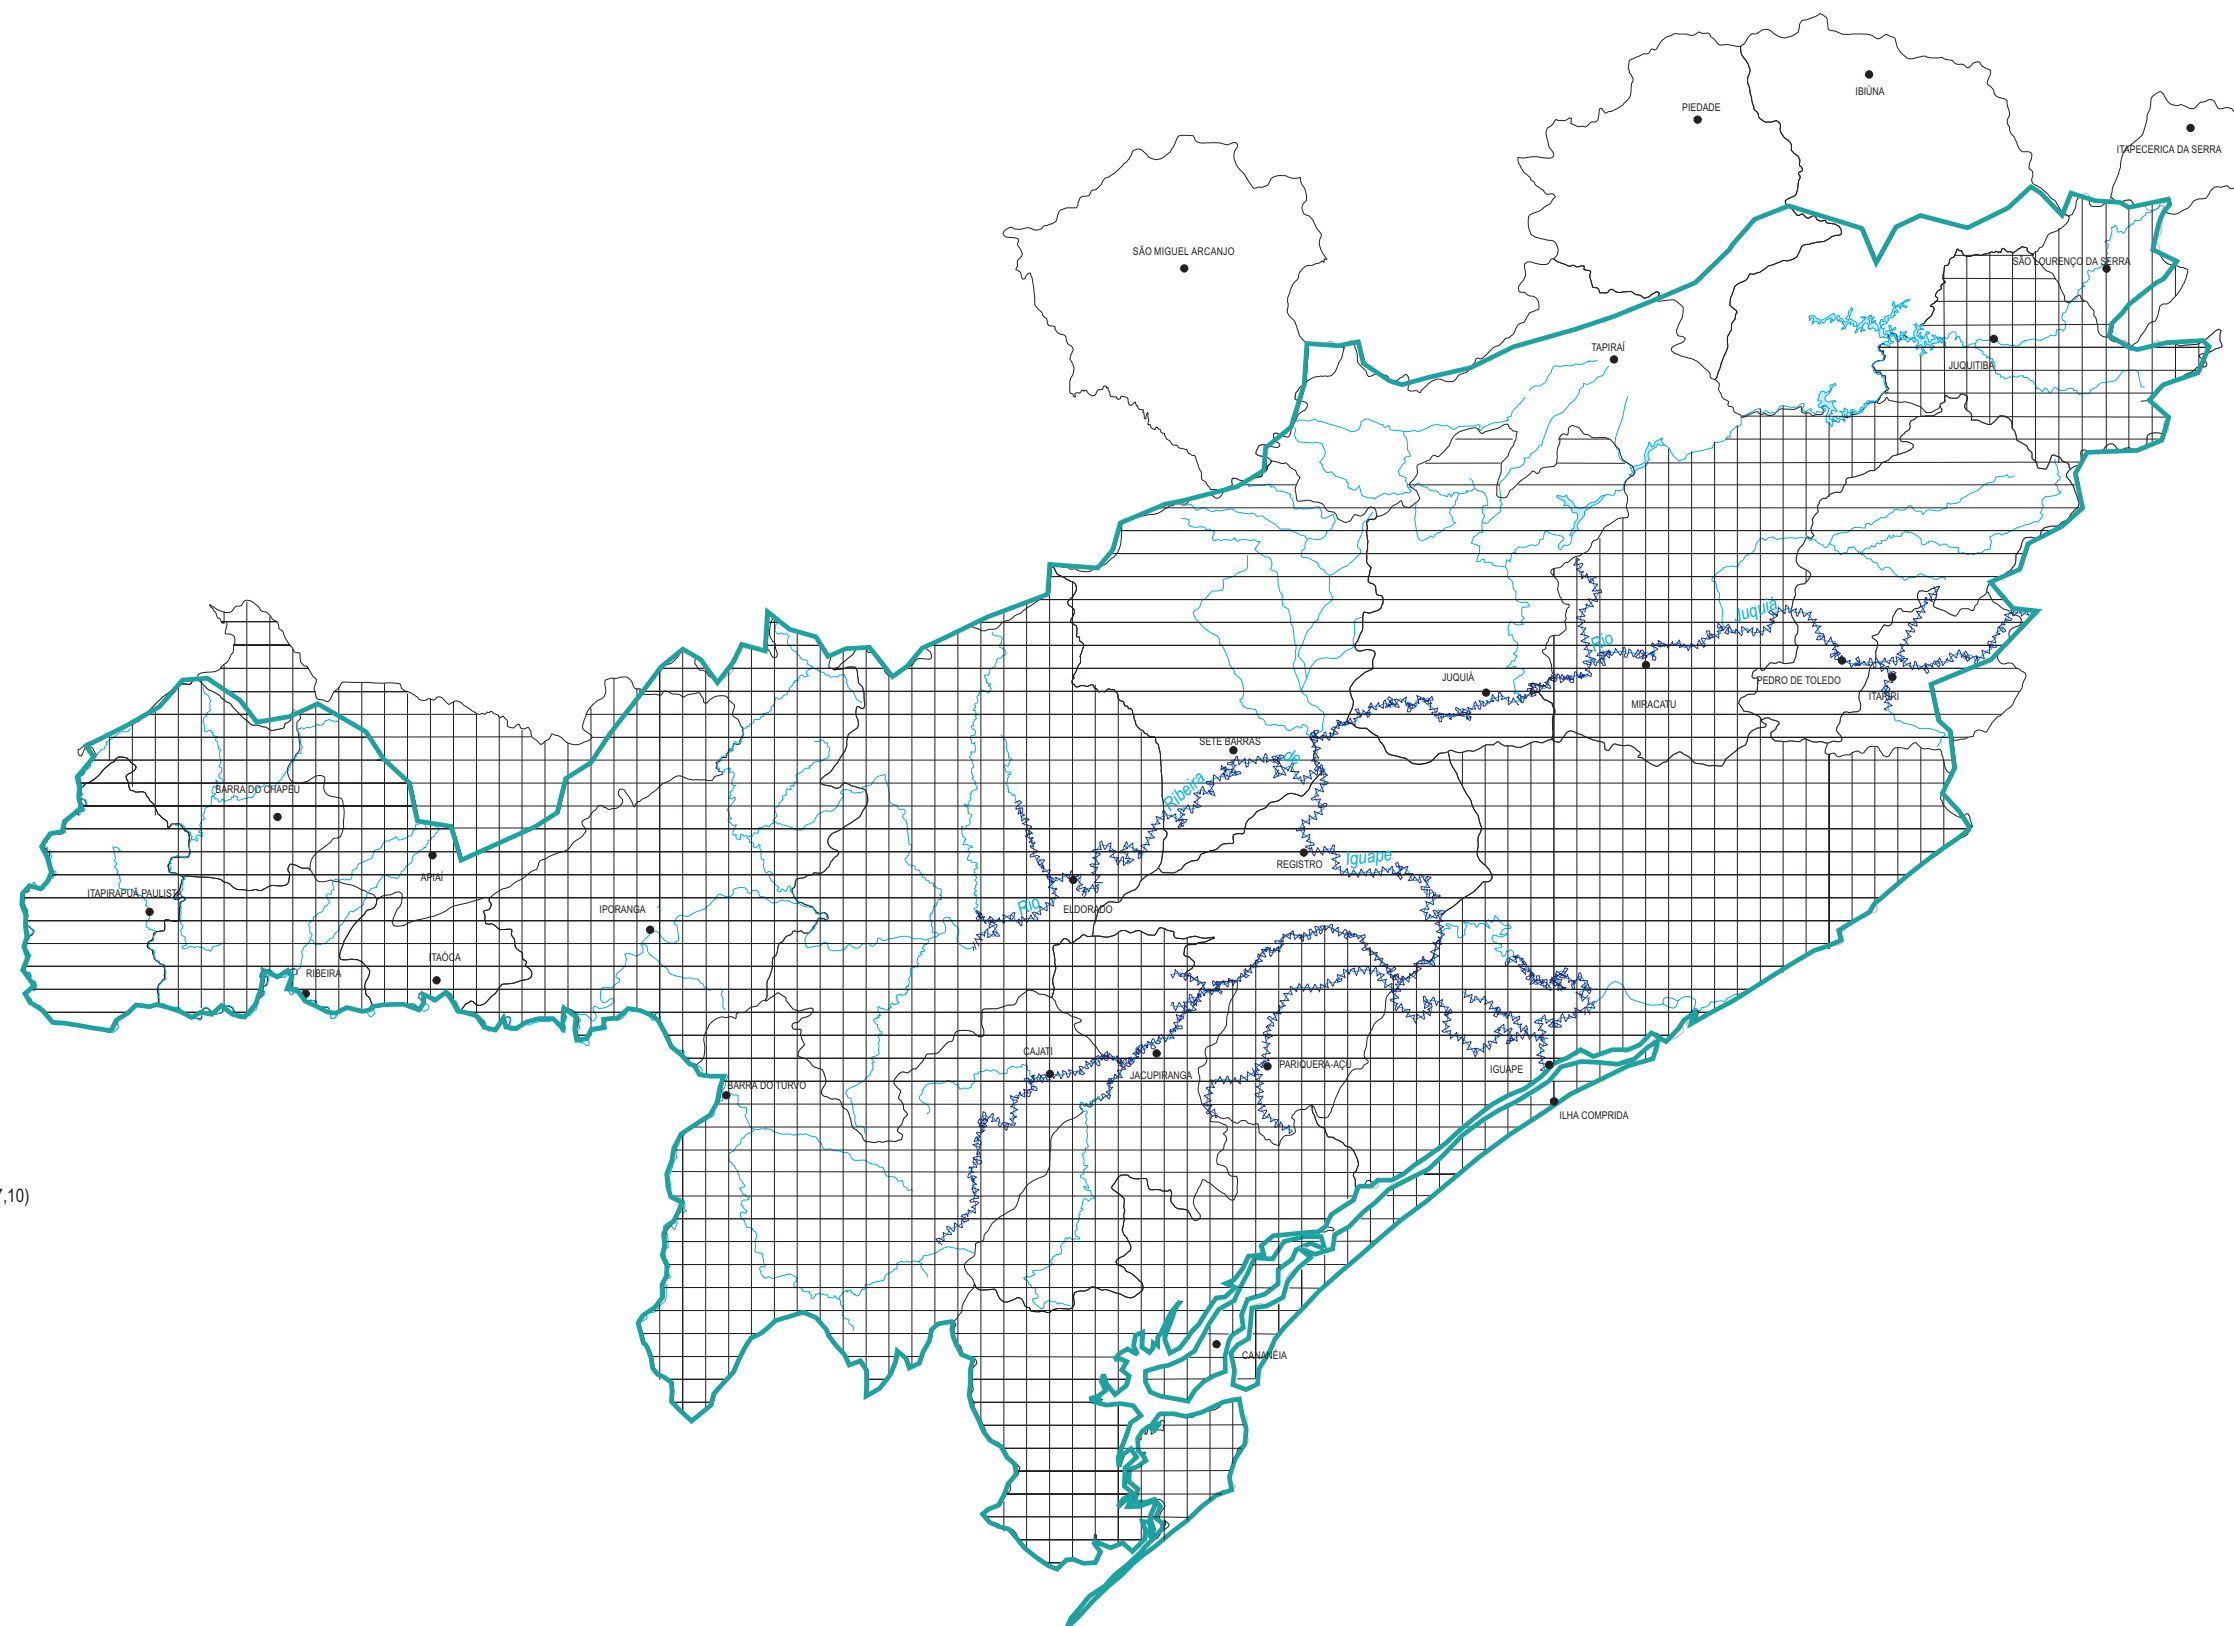 IBIÚNA
PIEDADE
ITAPECERICA DA SERRA
SÃO MIGUEL ARCANJO
SÃO LOURENÇO DA SERRA
TAPIRAÍ
JUQUITIBA
Juquiá
Rio
JUQUIÁ
PEDRO DE TOLEDO
ITARIRI
MIRACATU
SETE BARRAS
Ribeira
BARRA DO CHAPÉU
Iguape
REGISTRO
APIAÍ
ITAPIRAPUÃ PAULISTA
Rio
IPORANGA
ELDORADO
ITAÓCA
RIBEIRA
CAJATI
PARIQUERA-AÇU
IGUAPE
JACUPIRANGA
BARRA DO TURVO
ILHA COMPRIDA
7,10)
CANANÉIA